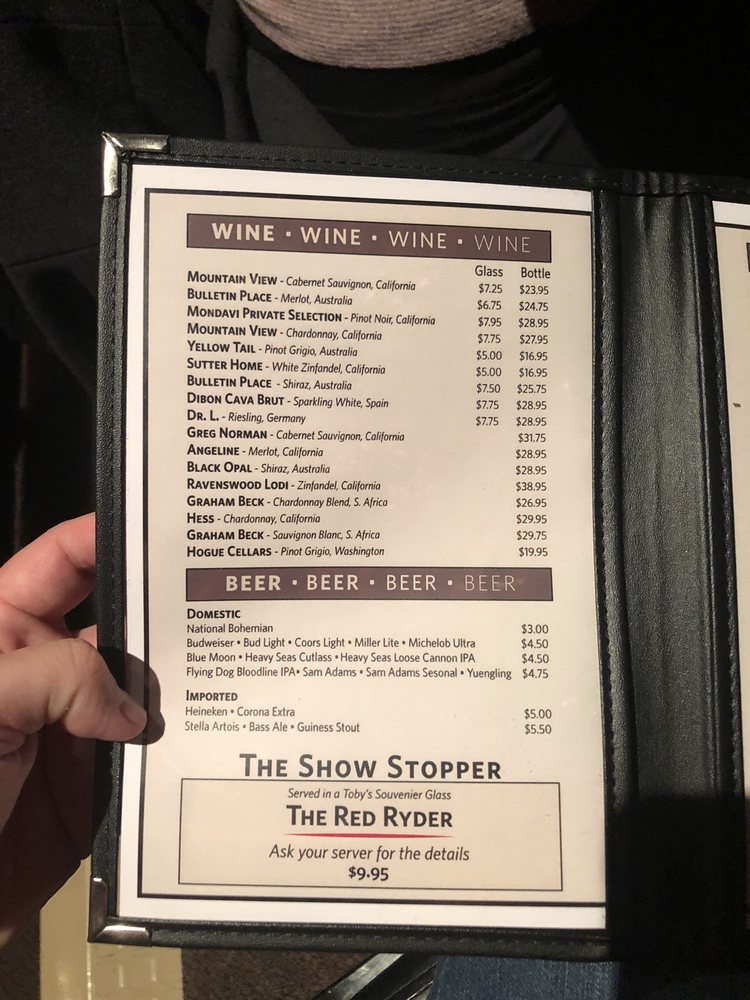 WINE • WINE • WINE • WINE
Glass Bottle
MOUNTAIN VIEW - Cabernet Sauvignon, California $7.25 $23.95
BULLETIN PLACE - Merlot, Australia $6.75 $24.75
MONDAVI PRIVATE SELECTION - Pinot Noir, California $7.95 $28.95
MOUNTAIN VIEW - Chardonnay, California $7.75 $27.95
YELLOW TAIL - Pinot Grigio, Australia $5.00 $16.95
SUTTER HOME - White Zinfandel, California $5.00 $16.95
BULLETIN PLACE - Shiraz, Australia $7.50 $25.75
DIBON CAVA BRUT - Sparkling White, Spain $7.75 $28.95
DR. L. - Riesling, Germany $7.75 $28.95
GREG NORMAN - Cabernet Sauvignon, California $31.75
ANGELINE - Merlot, California $28.95
BLACK OPAL - Shiraz, Australia $28.95
RAVENSWOOD LODI - Zinfandel, California $38.95
GRAHAM BECK - Chardonnay Blend, S. Africa $26.95
HESS - Chardonnay, California $29.95
GRAHAM BECK - Sauvignon Blanc, S. Africa $29.75
HOGUE CELLARS - Pinot Grigio, Washington $19.95
BEER • BEER • BEER • BEER
DOMESTIC
National Bohemian $3.00
Budweiser • Bud Light • Coors Light • Miller Lite • Michelob Ultra $4.50
Blue Moon • Heavy Seas Cutlass • Heavy Seas Loose Cannon IPA $4.50
Flying Dog Bloodline IPA • Sam Adams • Sam Adams Sesonal • Yuengling $4.75
IMPORTED
Heineken • Corona Extra $5.00
Stella Artois • Bass Ale • Guiness Stout $5.50
THE SHOW STOPPER
Served in a Toby's Souvenier Glass
THE RED RYDER
Ask your server for the details
$9.95